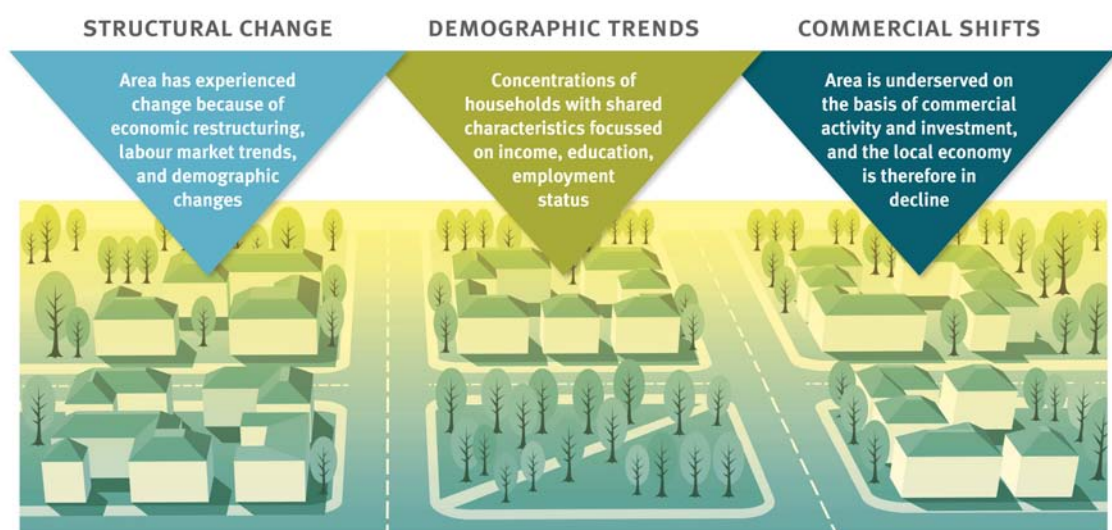 STRUCTURAL CHANGE
Area has experienced
change because of
economic restructuring,
labour market trends,
and demographic
changes
DEMOGRAPHIC TRENDS
Concentrations of
households with shared
characteristics focussed
on income, education,
employment
status
COMMERCIAL SHIFTS
Area is underserved on
the basis of commercial
activity and investment,
and the local economy
is therefore in
decline